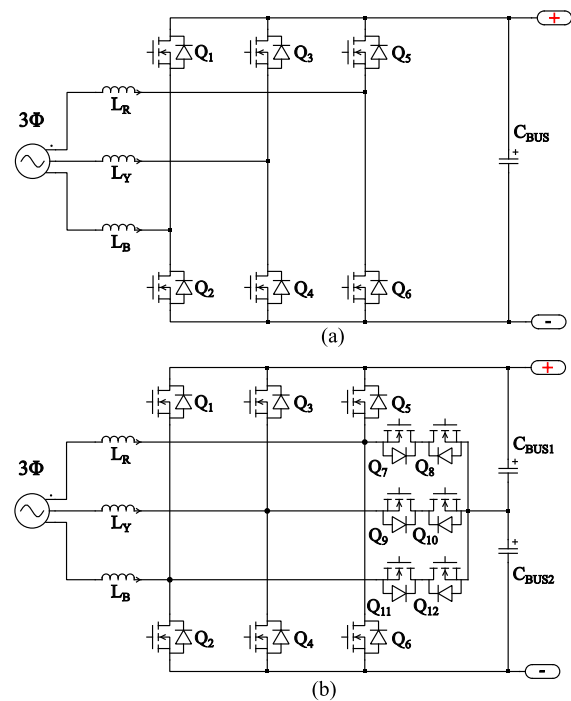 +
Q1 Q3 Q5
LR
3Φ
CBUS
+
LY
LB
Q2 Q4 Q6
-
(a)
+
Q1 Q3 Q5
LR
CBUS1
+
Q7 Q8
3Φ
LY
Q9 Q10
+
CBUS2
LB
Q11 Q12
Q2 Q4 Q6
-
(b)